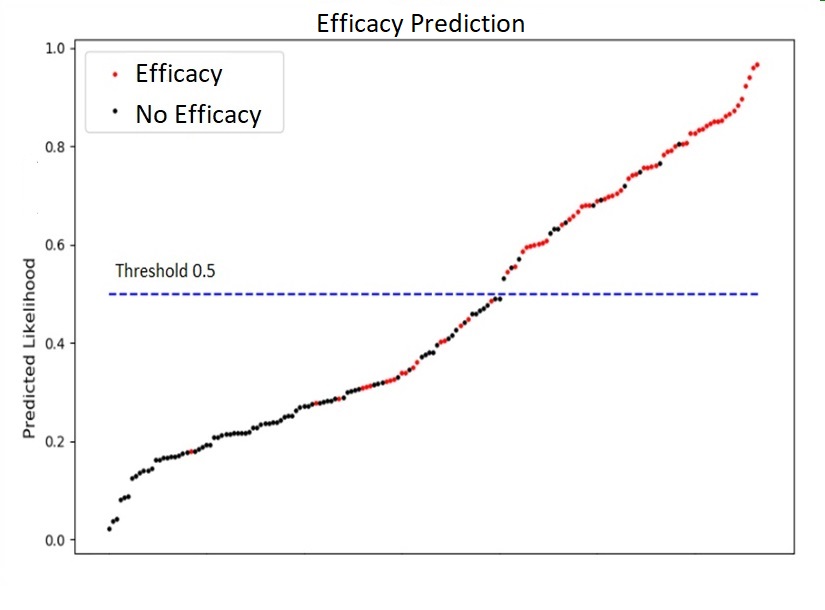 Efficacy Prediction
1.0
Efficacy
No Efficacy
0.8
0.6
Threshold 0.5
0.4
0.2
0.0
Predicted Likelihood